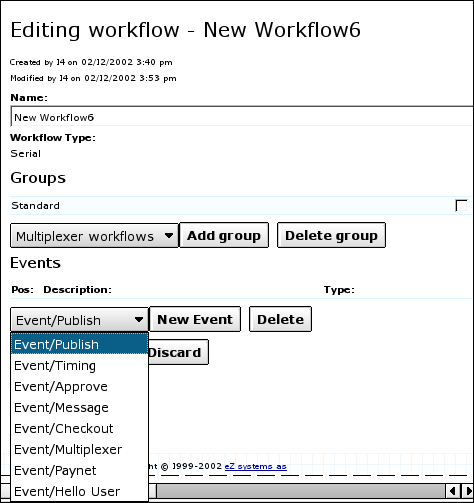 Editing workflow - New Workflow6
Created by 14 on 02/12/2002 3:40 pm
Modified by 14 on 02/12/2002 3:53 pm
Name:
New Workflow6
Workflow Type:
Serial
Groups
Standard
Multiplexer workflows Add group Delete group
Events
Pos: Description: Type:
Event/Publish New Event Delete
Event/Publish
Discard
Event/Timing
Event/Approve
Event/Message
Event/Checkout
Event/Multiplexer
Event/Paynet
© 1999-2002 eZ systems as
Event/Hello User